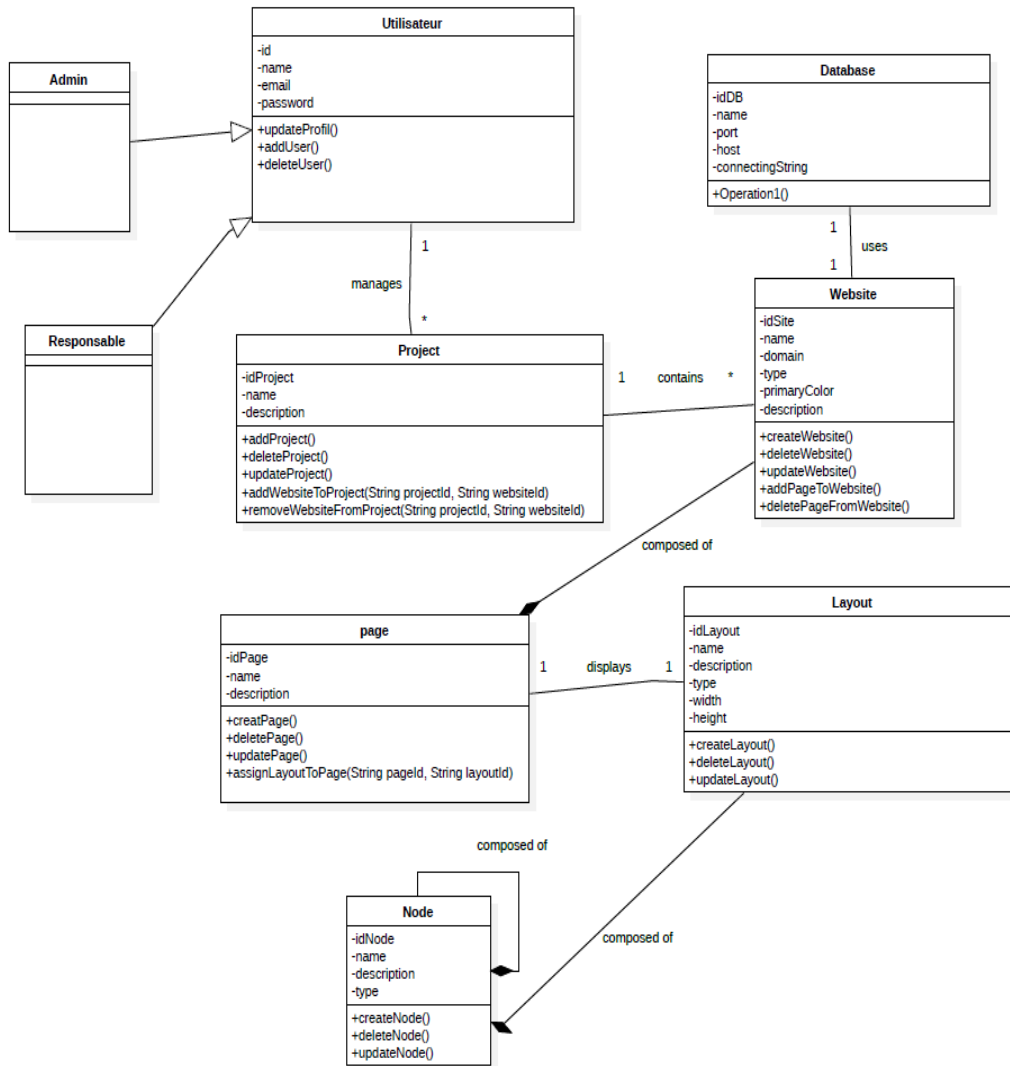 Utilisateur
-id
-name
-email
-password
+updateProfil()
+addUser()
+deleteUser()
Admin
Database
-idDB
-name
-port
-host
-connectingString
+Operation1()
1
uses
1
1
manages
*
Responsable
Website
-idSite
-name
-domain
-type
-primaryColor
-description
+createWebsite()
+deleteWebsite()
+updateWebsite()
+addPageToWebsite()
+deletePageFromWebsite()
Project
-idProject
-name
-description
+addProject()
+deleteProject()
+updateProject()
+addWebsiteToProject(String projectId, String websiteId)
+removeWebsiteFromProject(String projectId, String websiteId)
1 contains *
composed of
page
-idPage
-name
-description
+creatPage()
+deletePage()
+updatePage()
+assignLayoutToPage(String pageId, String layoutId)
1 displays 1
Layout
-idLayout
-name
-description
-type
-width
-height
+createLayout()
+deleteLayout()
+updateLayout()
composed of
Node
-idNode
-name
-description
-type
+createNode()
+deleteNode()
+updateNode()
composed of